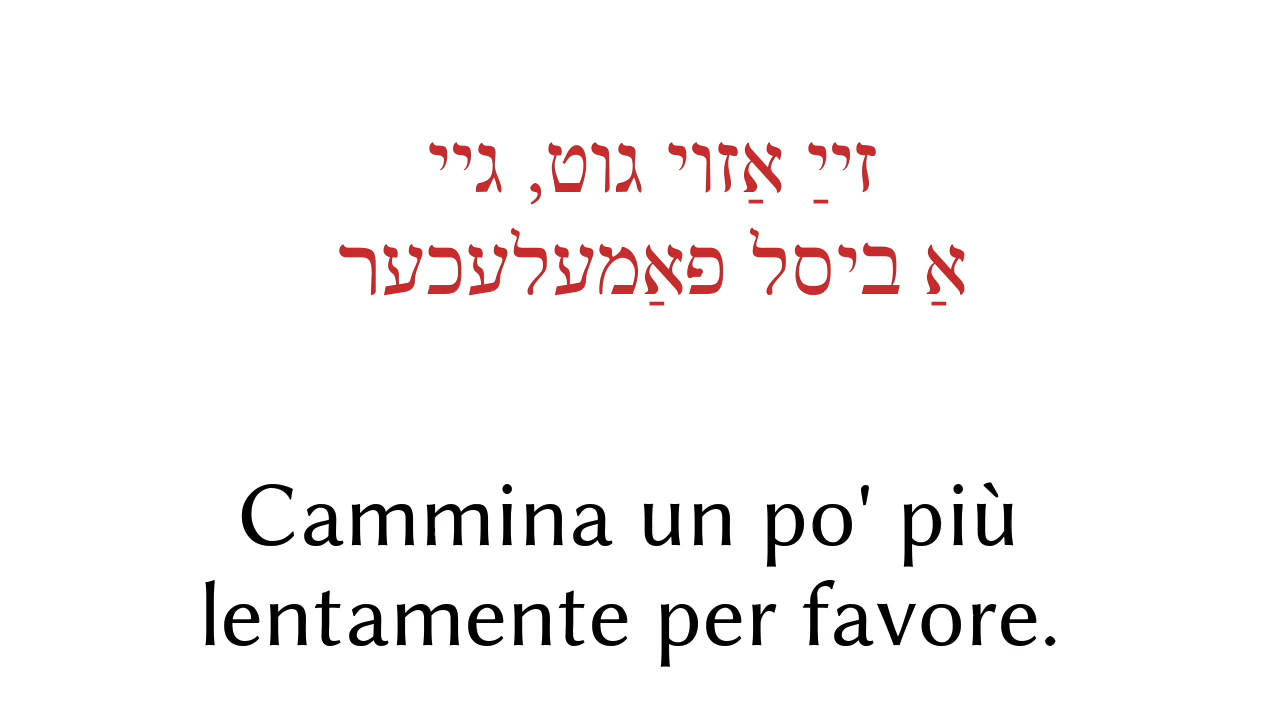 זייַ אַזוי גוט, גיי
אַ ביסל פּאַמעלעכער
Cammina un po' più
lentamente per favore.